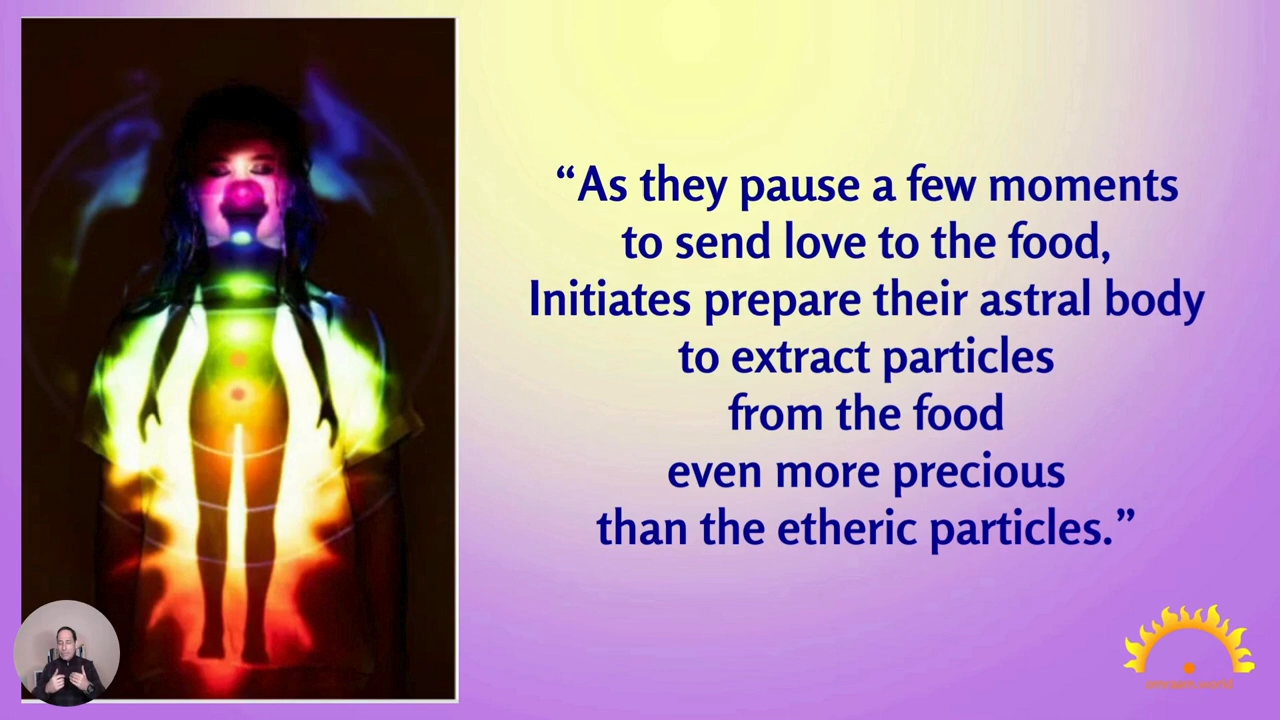 “As they pause a few moments
to send love to the food,
Initiates prepare their astral body
to extract particles
from the food
even more precious
than the etheric particles.”